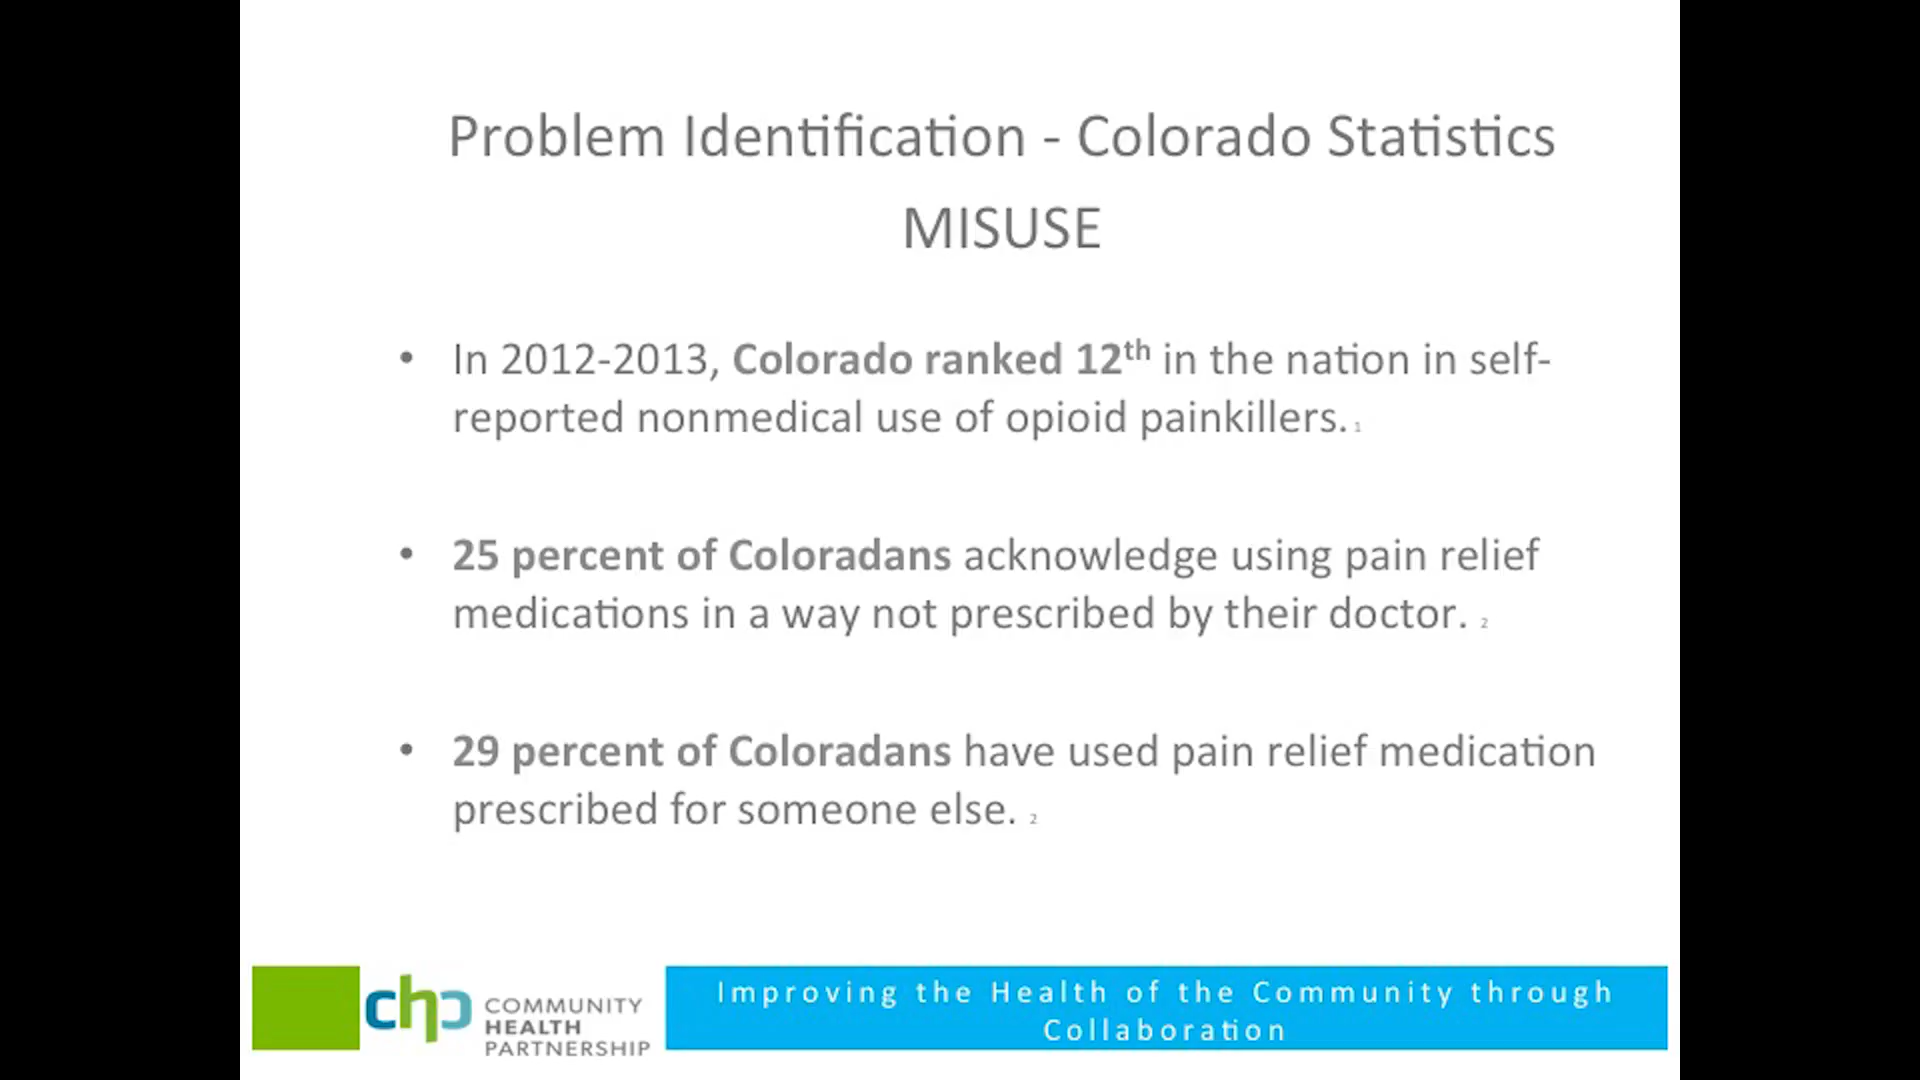 Problem Identification - Colorado Statistics
MISUSE
• In 2012-2013, Colorado ranked 12th in the nation in self-
reported nonmedical use of opioid painkillers. 1
• 25 percent of Coloradans acknowledge using pain relief
medications in a way not prescribed by their doctor. 2
• 29 percent of Coloradans have used pain relief medication
prescribed for someone else. 2
chp COMMUNITY
HEALTH
PARTNERSHIP
Improving the Health of the Community through
Collaboration